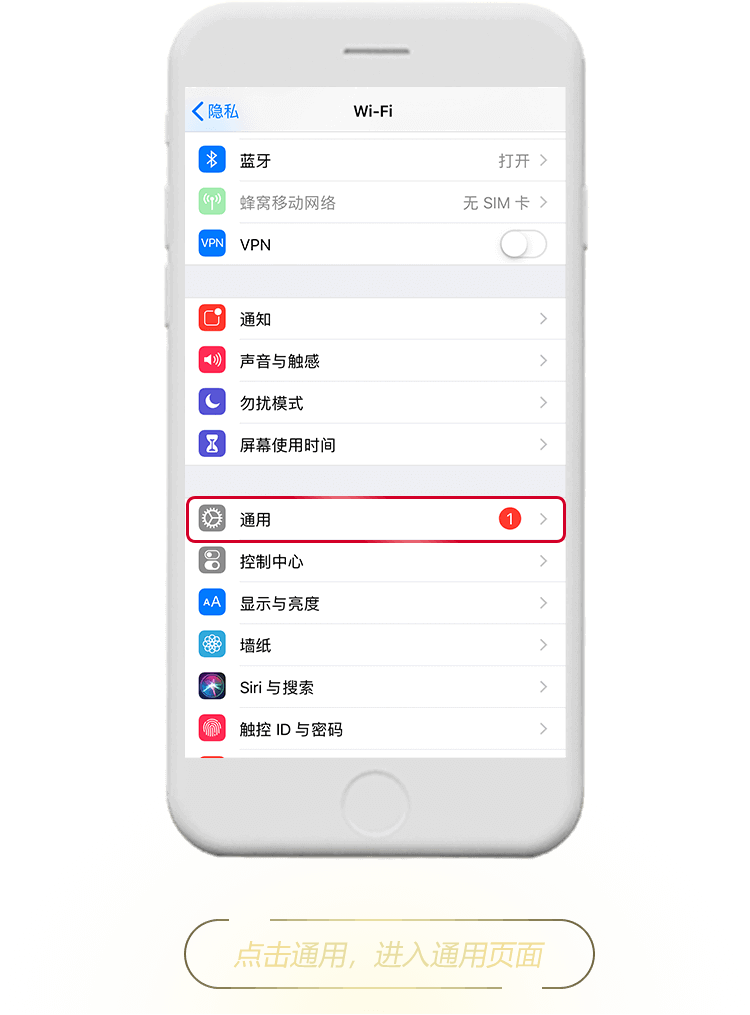 隐私 Wi-Fi
蓝牙 打开
蜂窝移动网络 无 SIM 卡
VPN VPN
通知
声音与触感
勿扰模式
屏幕使用时间
通用 1
控制中心
AA 显示与亮度
墙纸
Siri 与搜索
触控 ID 与密码
点击通用，进入通用页面